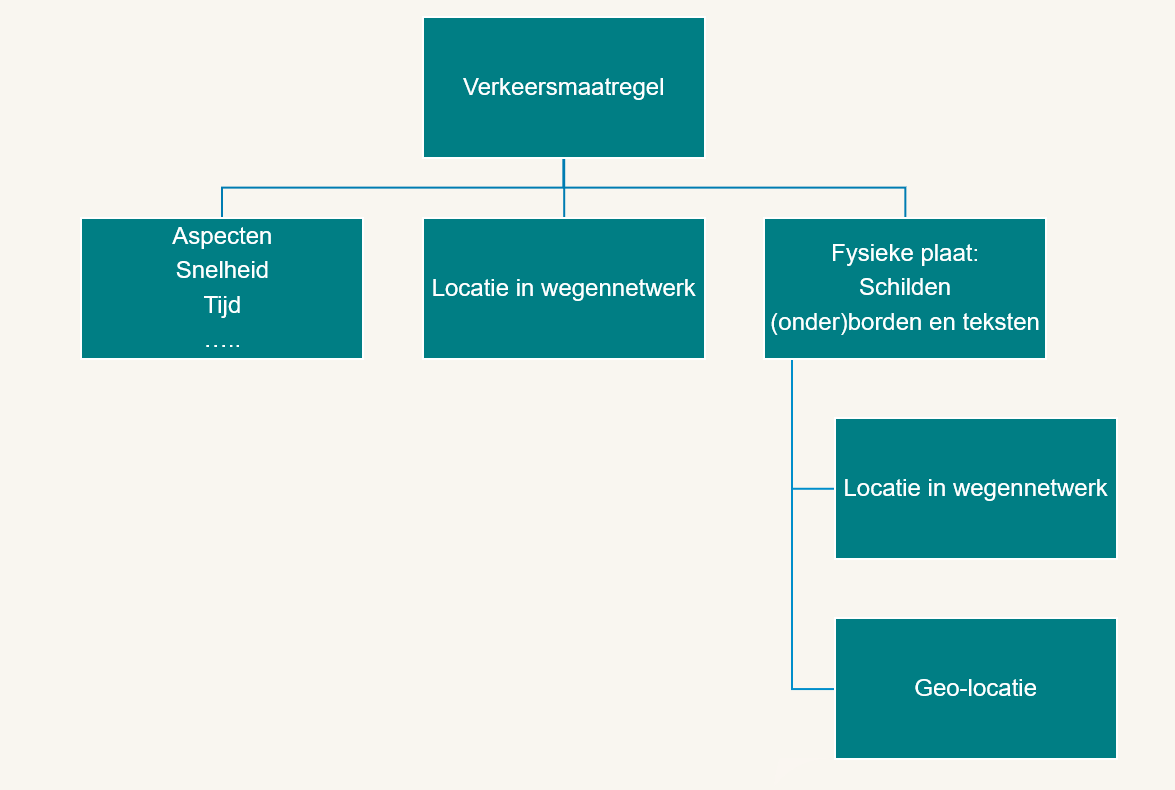 Verkeersmaatregel
Aspecten
Snelheid
Tijd
.....
Locatie in wegennetwerk
Fysieke plaat:
Schilden
(onder)borden en teksten
Locatie in wegennetwerk
Geo-locatie